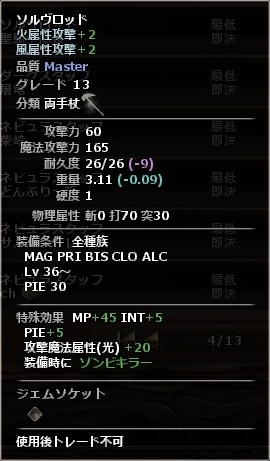 ソルヴロッド
火属性攻撃+2
風属性攻撃+2
品質 Master
グレード 13
分類 両手杖
攻撃力 60
魔法攻撃力 165
耐久度 26/26 (-9)
重量 3.11 (-0.09)
硬度 1
物理属性 斬0 打70 突30
装備条件 全種族
MAG PRI BIS CLO ALC
Lv 36～
PIE 30
特殊効果 MP+45 INT+5
PIE+5
攻撃魔法属性(光) +20
装備時に ゾンビキラー
4/13
ジェムソケット
使用後トレード不可